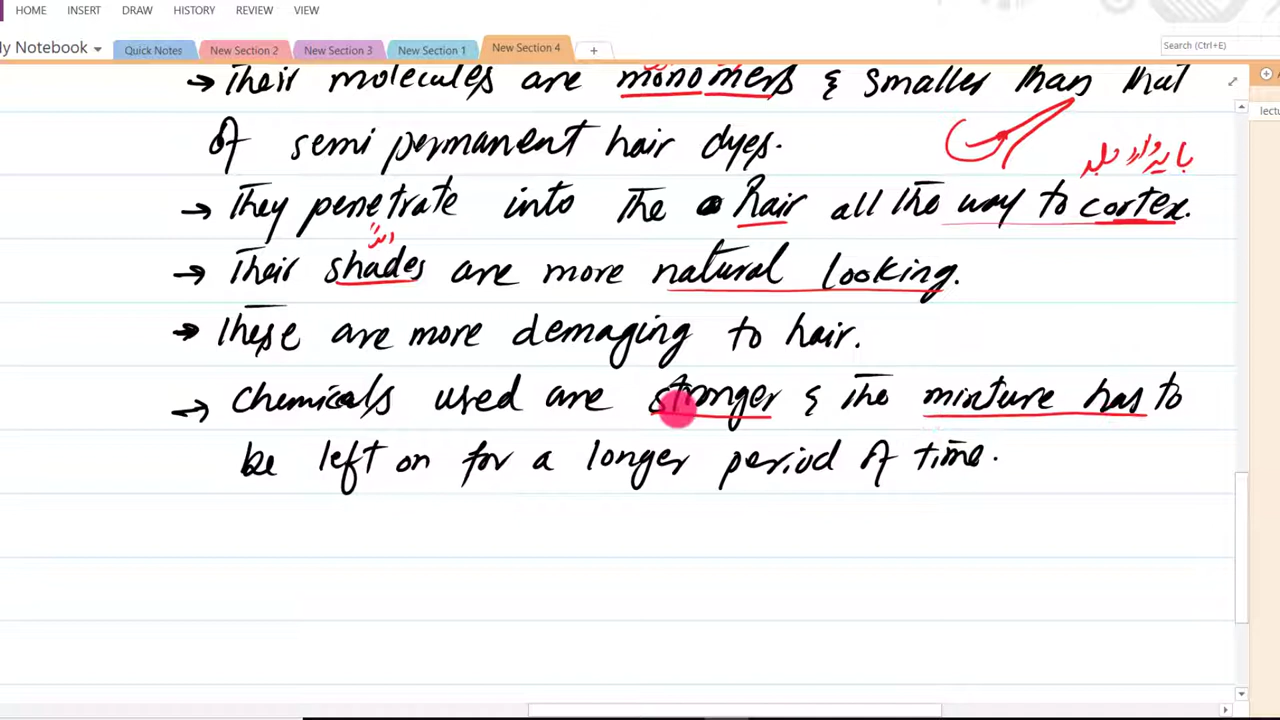 HOME INSERT DRAW HISTORY REVIEW VIEW
y Notebook Quick Notes New Section 2 New Section 3 New Section 1 New Section 4 + Search (Ctrl+E)
→ Their molecules are monomers & smaller than that
of semi permanent hair dyes.
→ They penetrate into the hair all the way to cortex.
→ Their shades are more natural looking.
→ These are more demaging to hair.
→ chemicals used are stronger & the mixture has to
be left on for a longer period of time.